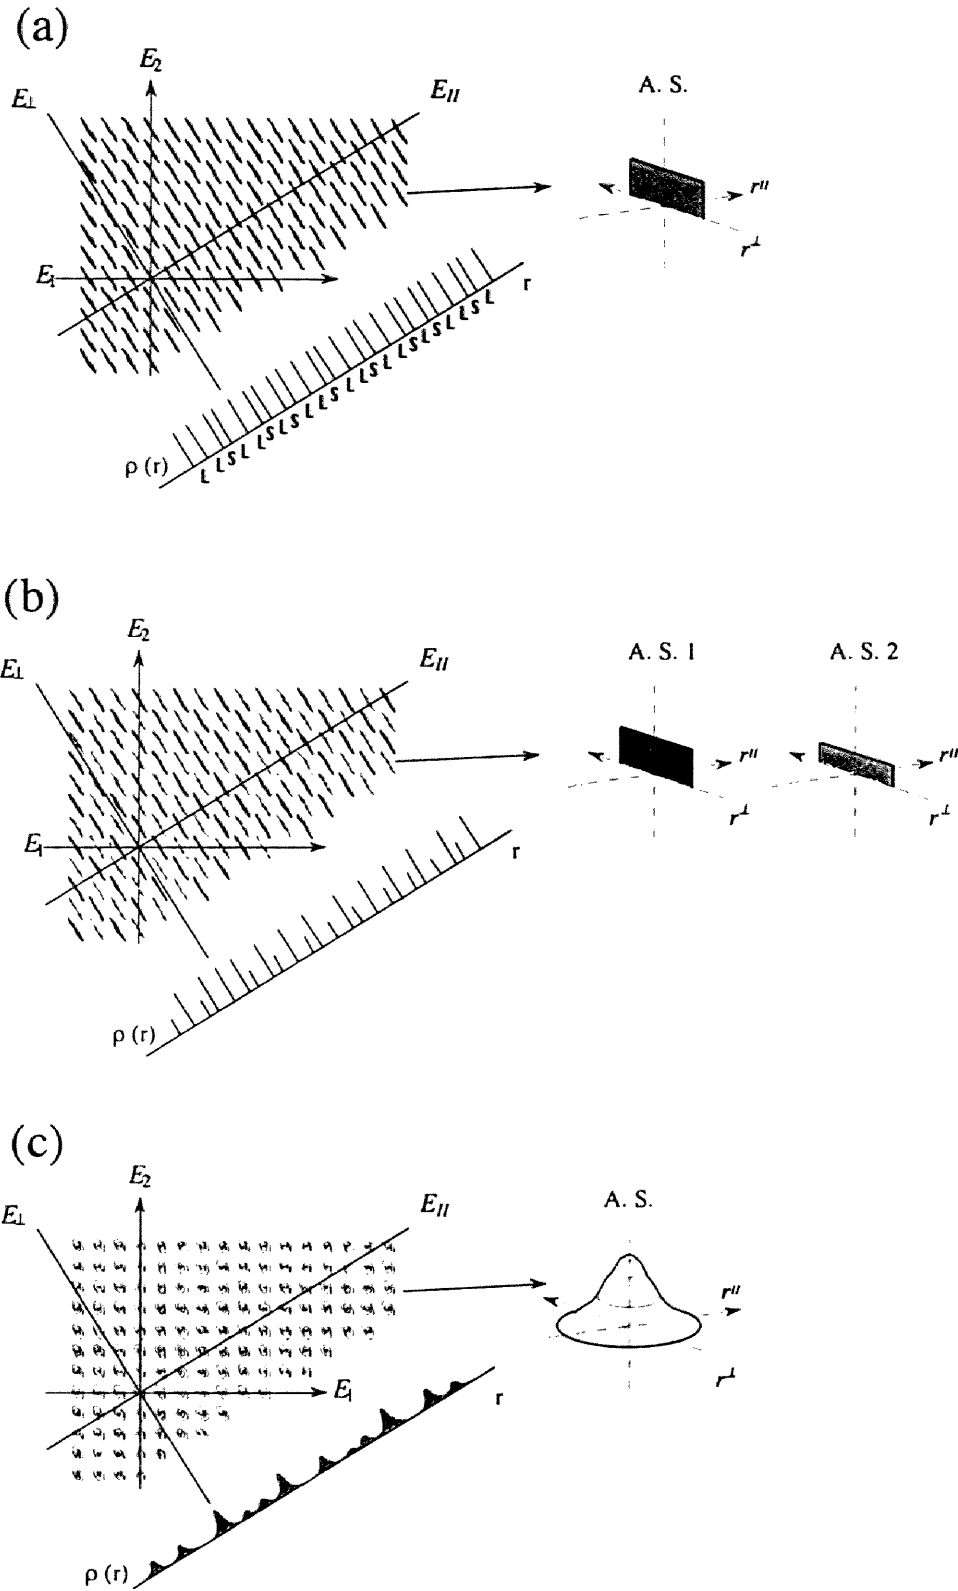 (a)
E2
E⊥
E//
A. S.
r//
r⊥
E1
r
ρ (r)
L L S L L S L S L L S L L S L L S L S L L S L
(b)
E2
E⊥
E//
A. S. 1
A. S. 2
r//
r//
r⊥
r⊥
E1
r
ρ (r)
(c)
E2
E⊥
E//
A. S.
r//
r⊥
E1
r
ρ (r)